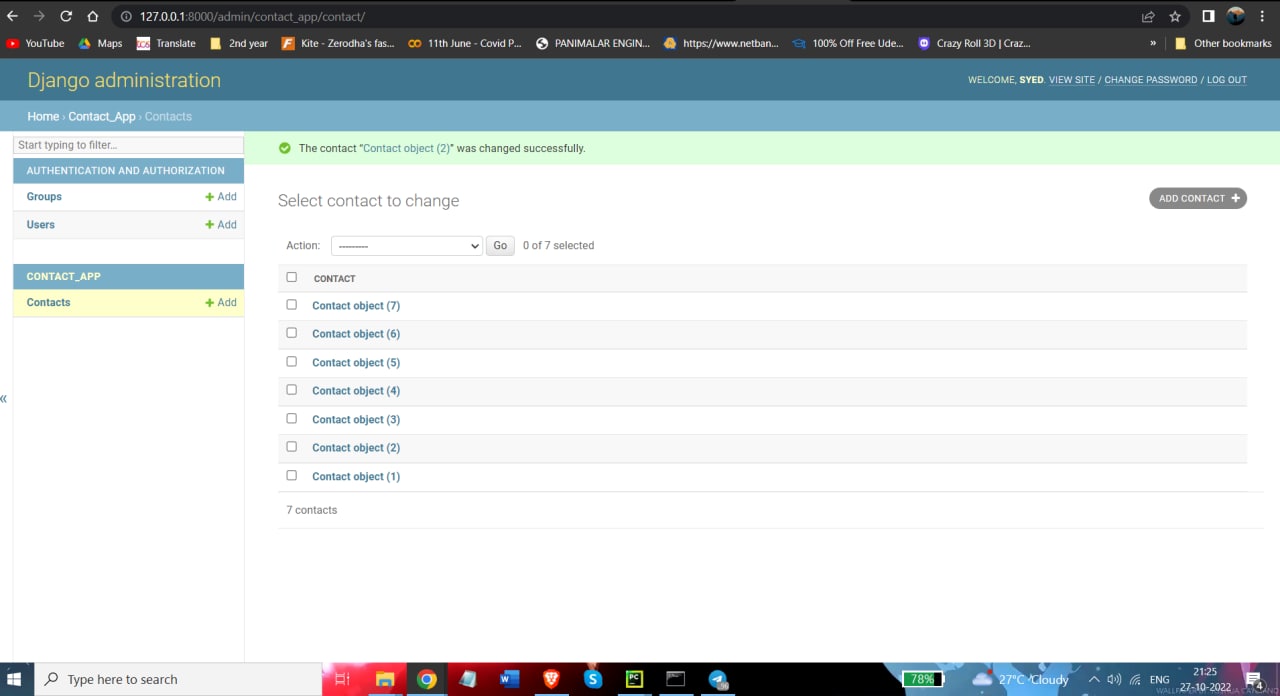 127.0.0.1:8000/admin/contact_app/contact/
YouTube Maps Translate 2nd year Kite - Zerodha's fas... 11th June - Covid P... PANIMALAR ENGIN... https://www.netban... 100% Off Free Ude... Crazy Roll 3D | Craz... » Other bookmarks
Django administration
WELCOME, SYED. VIEW SITE / CHANGE PASSWORD / LOG OUT
Home › Contact_App › Contacts
Start typing to filter...
The contact “Contact object (2)” was changed successfully.
AUTHENTICATION AND AUTHORIZATION
Groups + Add
Users + Add
CONTACT_APP
Contacts + Add
«
Select contact to change
ADD CONTACT +
Action: --------- Go 0 of 7 selected
CONTACT
Contact object (7)
Contact object (6)
Contact object (5)
Contact object (4)
Contact object (3)
Contact object (2)
Contact object (1)
7 contacts
Type here to search
78%
27°C Cloudy
ENG
21:25
27-10-2022
4